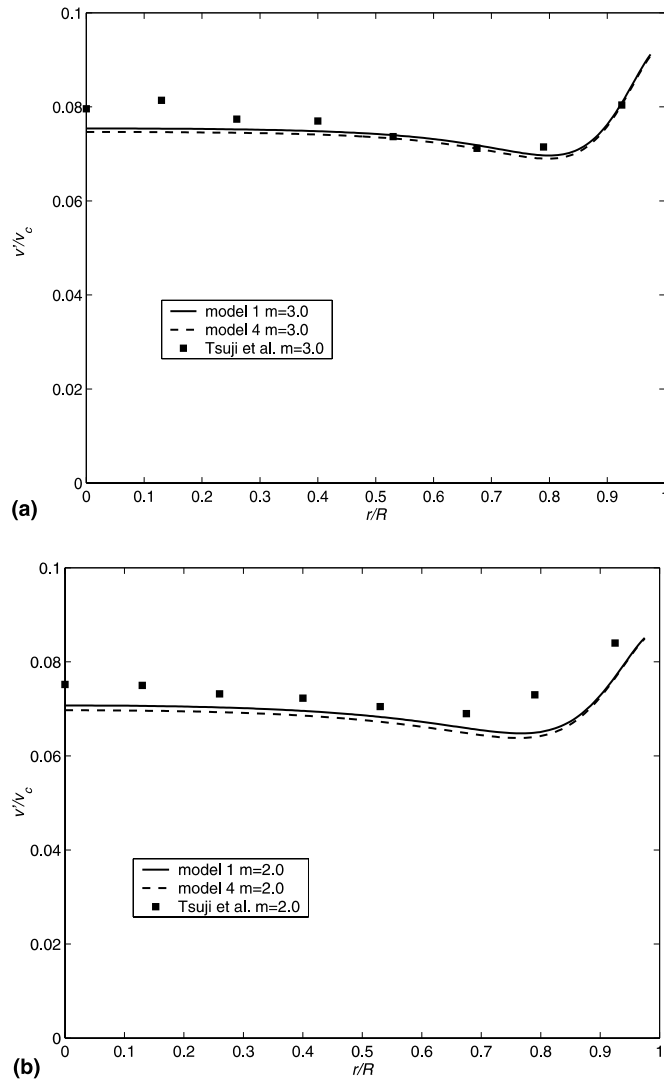 0.1
0.08
0.06
0.04
0.02
0
v'/v_c
model 1 m=3.0
model 4 m=3.0
Tsuji et al. m=3.0
0 0.1 0.2 0.3 0.4 0.5 0.6 0.7 0.8 0.9 1
r/R
(a)
0.1
0.08
0.06
0.04
0.02
0
v'/v_c
model 1 m=2.0
model 4 m=2.0
Tsuji et al. m=2.0
0 0.1 0.2 0.3 0.4 0.5 0.6 0.7 0.8 0.9 1
r/R
(b)